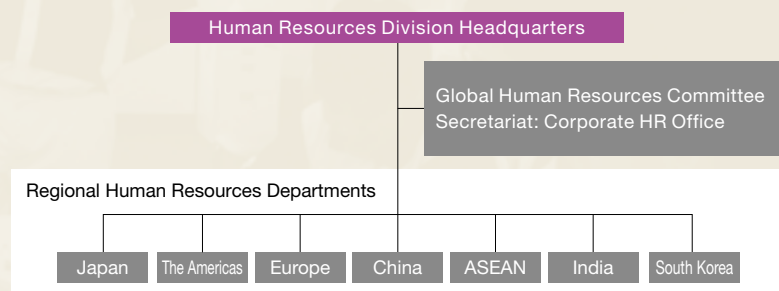 Human Resources Division Headquarters
Global Human Resources Committee
Secretariat: Corporate HR Office
Regional Human Resources Departments
Japan
The Americas
Europe
China
ASEAN
India
South Korea